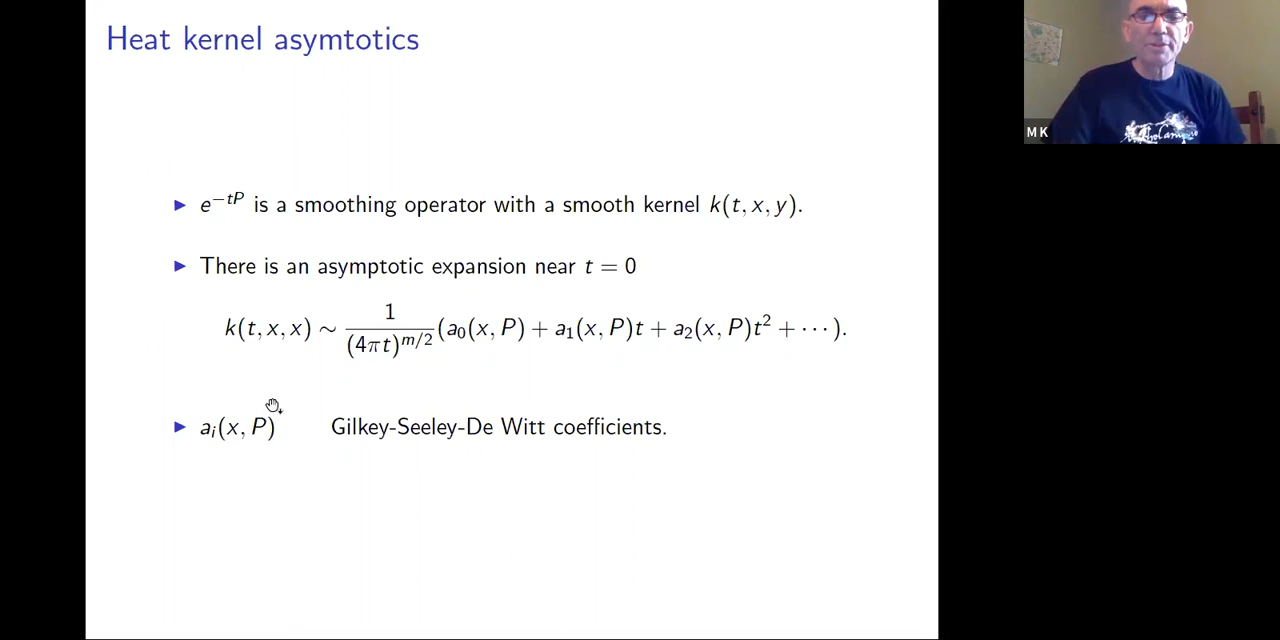 Heat kernel asymtotics
e^{-tP} is a smoothing operator with a smooth kernel k(t, x, y).
There is an asymptotic expansion near t = 0
k(t, x, x) ∼ \frac{1}{(4πt)^{m/2}}(a_0(x, P) + a_1(x, P)t + a_2(x, P)t^2 + ⋯).
a_i(x, P) Gilkey-Seeley-De Witt coefficients.
M K